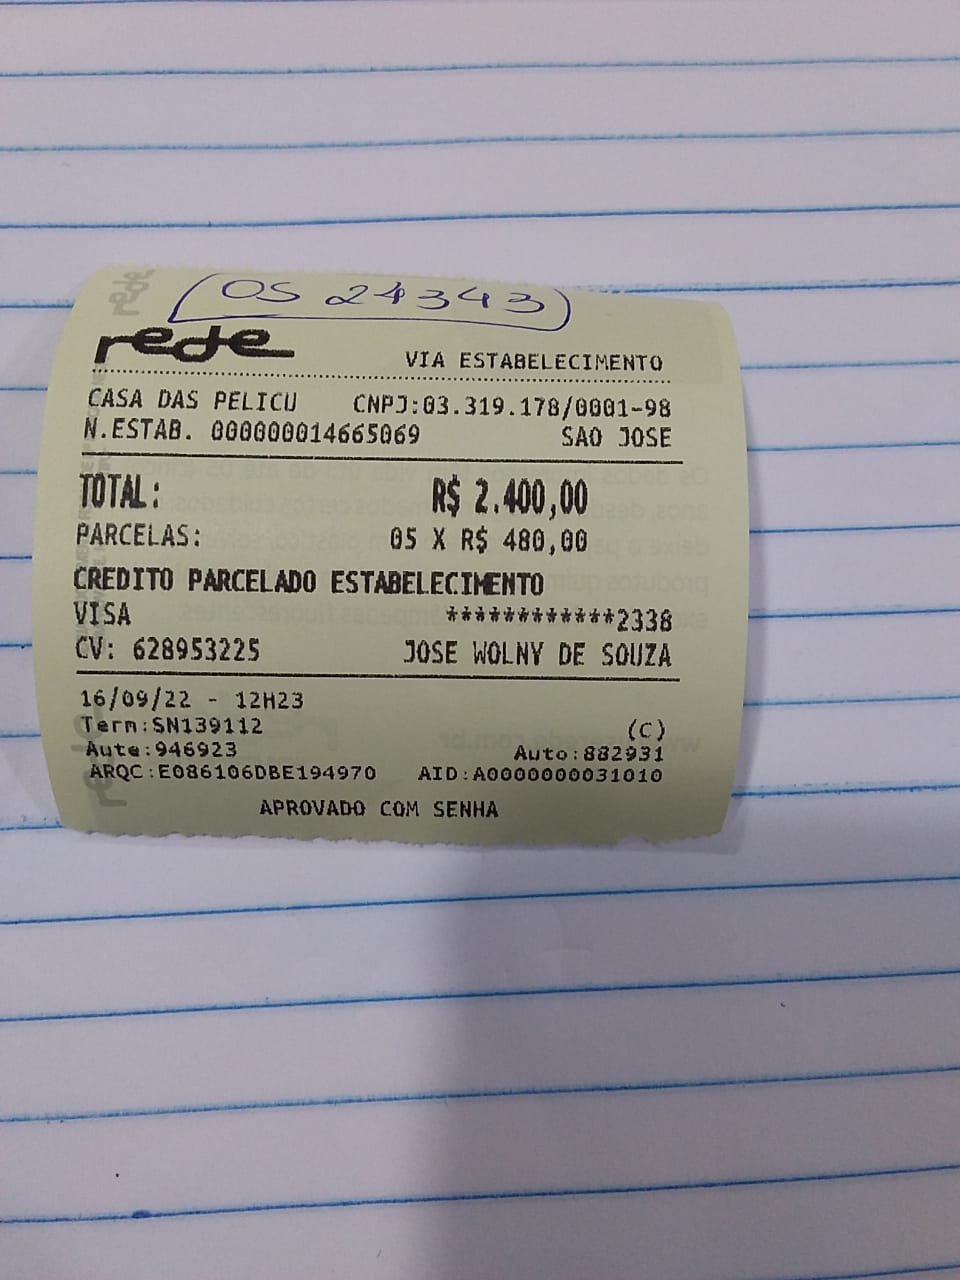 OS 24343
rede
VIA ESTABELECIMENTO
CASA DAS PELICU CNPJ:03.319.178/0001-98
N.ESTAB. 000000014665069 SAO JOSE
TOTAL: R$ 2.400,00
PARCELAS: 05 X R$ 480,00
CREDITO PARCELADO ESTABELECIMENTO
VISA ************2338
CV: 628953225 JOSE WOLNY DE SOUZA
16/09/22 - 12H23
Term:SN139112 (C)
Aute:946923 Auto:882931
ARQC:E086106DBE194970 AID:A0000000031010
APROVADO COM SENHA